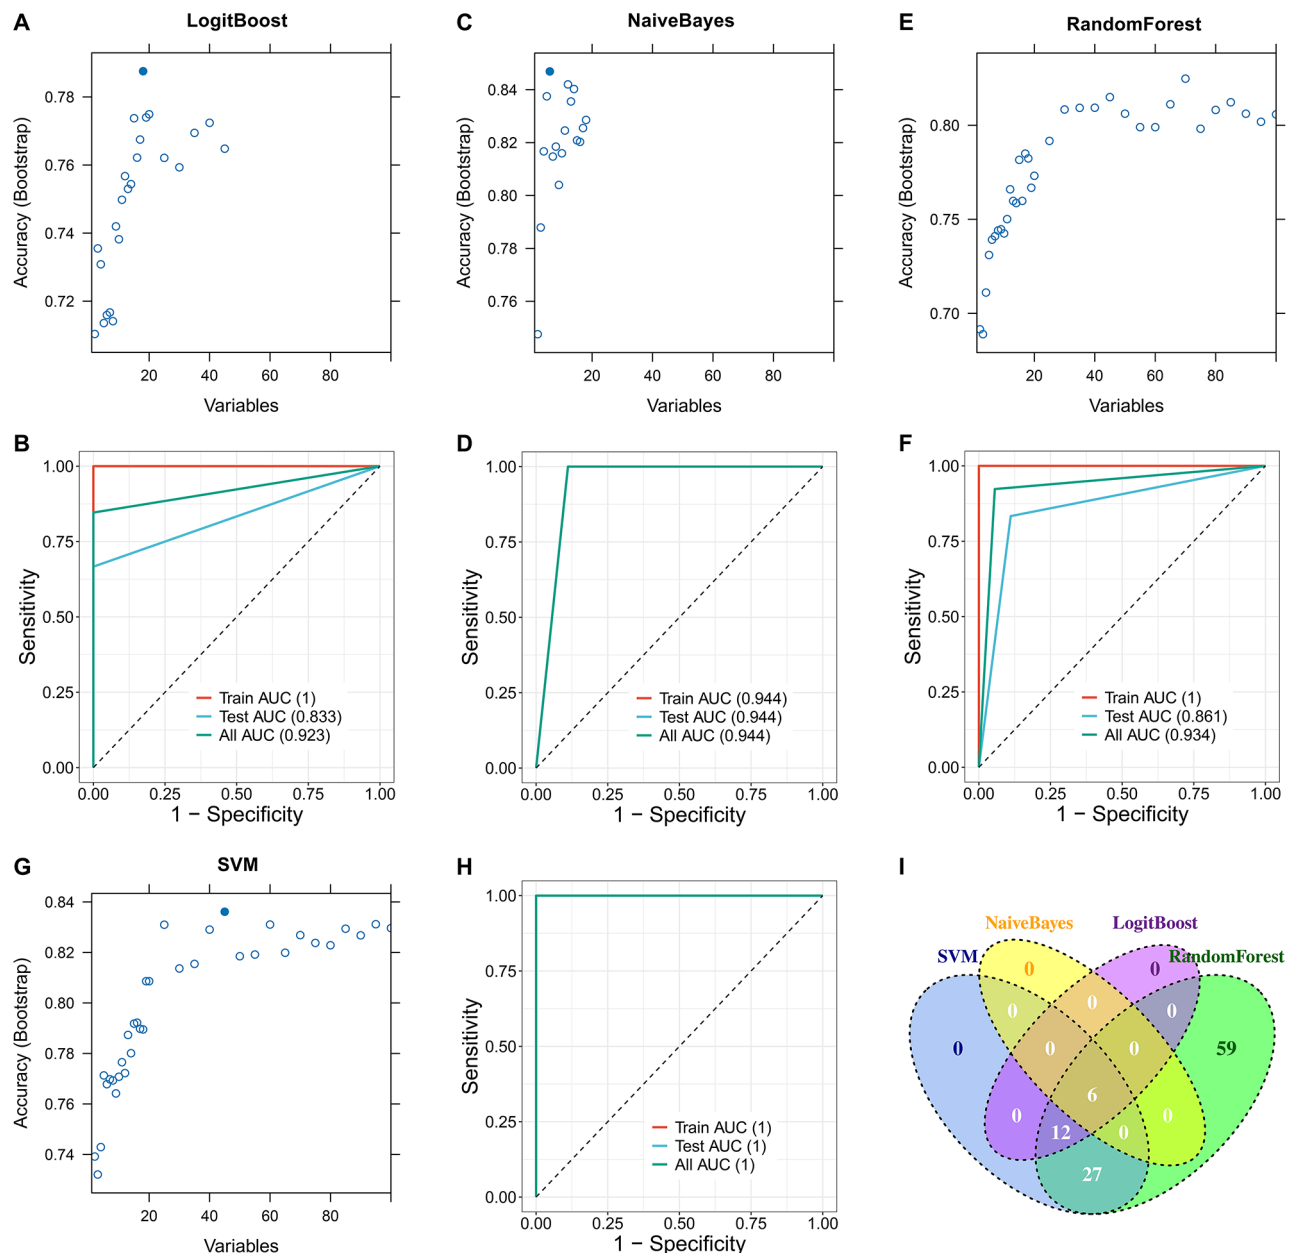 A
LogitBoost
0.78
0.76
0.74
0.72
Accuracy (Bootstrap)
20 40 60 80
Variables
C
NaiveBayes
0.84
0.82
0.80
0.78
0.76
Accuracy (Bootstrap)
20 40 60 80
Variables
E
RandomForest
0.80
0.75
0.70
Accuracy (Bootstrap)
20 40 60 80
Variables
B
1.00
0.75
0.50
0.25
0.00
Sensitivity
Train AUC (1)
Test AUC (0.833)
All AUC (0.923)
0.00 0.25 0.50 0.75 1.00
1 − Specificity
D
1.00
0.75
0.50
0.25
0.00
Sensitivity
Train AUC (0.944)
Test AUC (0.944)
All AUC (0.944)
0.00 0.25 0.50 0.75 1.00
1 − Specificity
F
1.00
0.75
0.50
0.25
0.00
Sensitivity
Train AUC (1)
Test AUC (0.861)
All AUC (0.934)
0.00 0.25 0.50 0.75 1.00
1 − Specificity
G
SVM
0.84
0.82
0.80
0.78
0.76
0.74
Accuracy (Bootstrap)
20 40 60 80
Variables
H
1.00
0.75
0.50
0.25
0.00
Sensitivity
Train AUC (1)
Test AUC (1)
All AUC (1)
0.00 0.25 0.50 0.75 1.00
1 − Specificity
I
NaiveBayes LogitBoost
SVM RandomForest
0 0
0 0 0
0 0 0 59
6
0 0
12 0
27